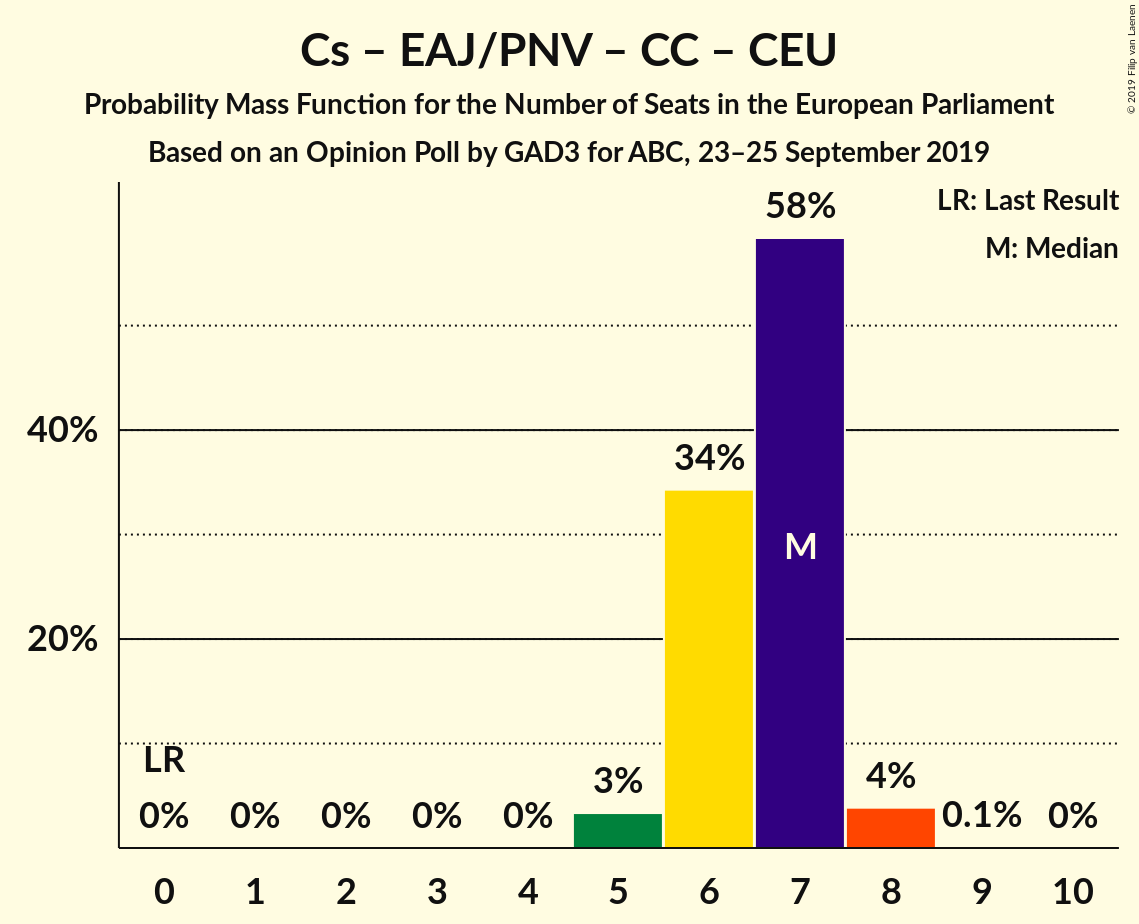 Cs – EAJ/PNV – CC – CEU
Probability Mass Function for the Number of Seats in the European Parliament
Based on an Opinion Poll by GAD3 for ABC, 23–25 September 2019
© 2019 Filip van Laenen
LR: Last Result
M: Median
58%
40%
34%
M
20%
LR
3%
4%
0% 0% 0% 0% 0% 0.1% 0%
0 1 2 3 4 5 6 7 8 9 10